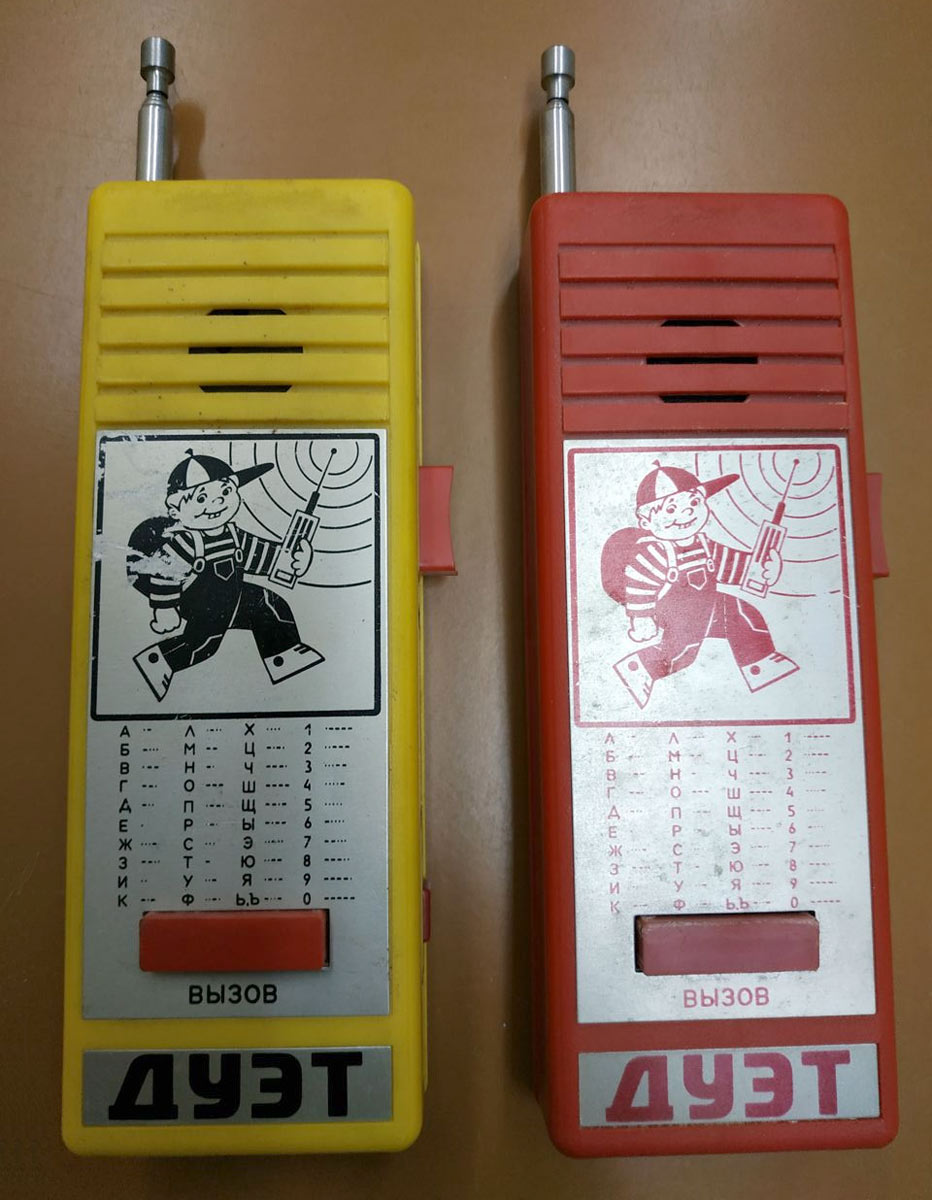 А Л Х 1
Б М Ц 2
В Н Ч 3
Г О Ш 4
Д П Щ 5
Е Р Ы 6
Ж С Э 7
З Т Ю 8
И У Я 9
К Ф Ь,Ъ 0
ВЫЗОВ
ДУЭТ
А Л Х 1
Б М Ц 2
В Н Ч 3
Г О Ш 4
Д П Щ 5
Е Р Ы 6
Ж С Э 7
З Т Ю 8
И У Я 9
К Ф Ь,Ъ 0
ВЫЗОВ
ДУЭТ